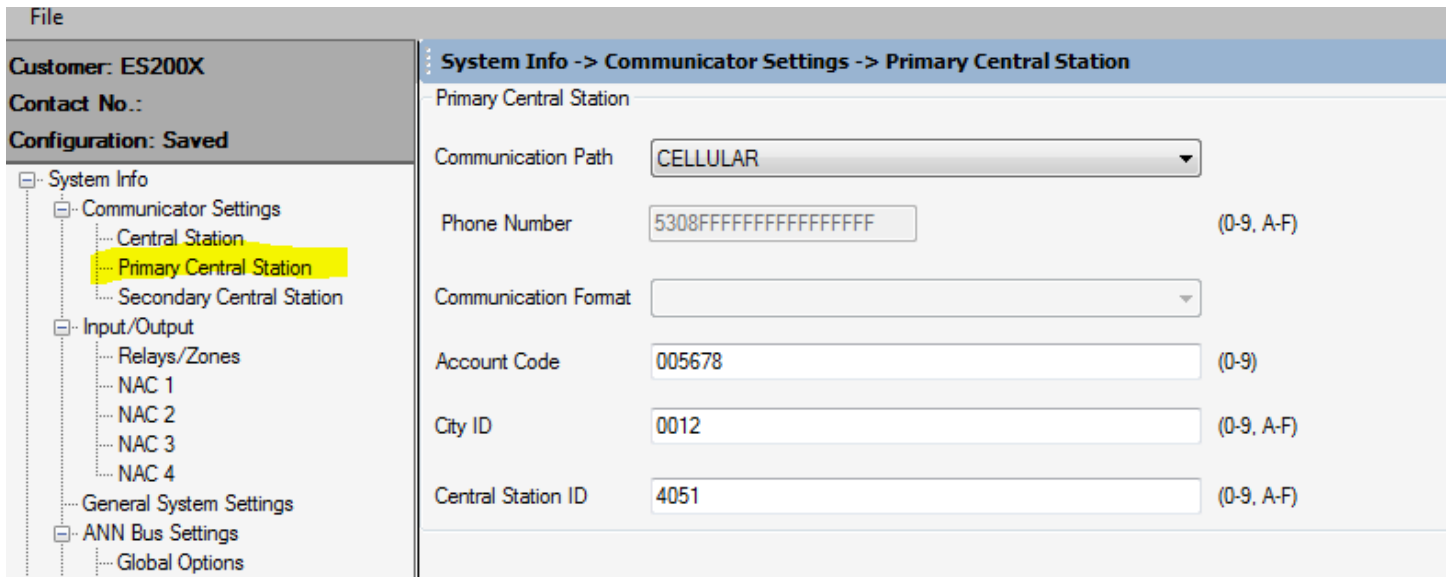 File
Customer: ES200X
Contact No.:
Configuration: Saved
System Info
Communicator Settings
Central Station
Primary Central Station
Secondary Central Station
Input/Output
Relays/Zones
NAC 1
NAC 2
NAC 3
NAC 4
General System Settings
ANN Bus Settings
Global Options
System Info -> Communicator Settings -> Primary Central Station
Primary Central Station
Communication Path CELLULAR
Phone Number 5308FFFFFFFFFFFFFFFF (0-9, A-F)
Communication Format
Account Code 005678 (0-9)
City ID 0012 (0-9, A-F)
Central Station ID 4051 (0-9, A-F)